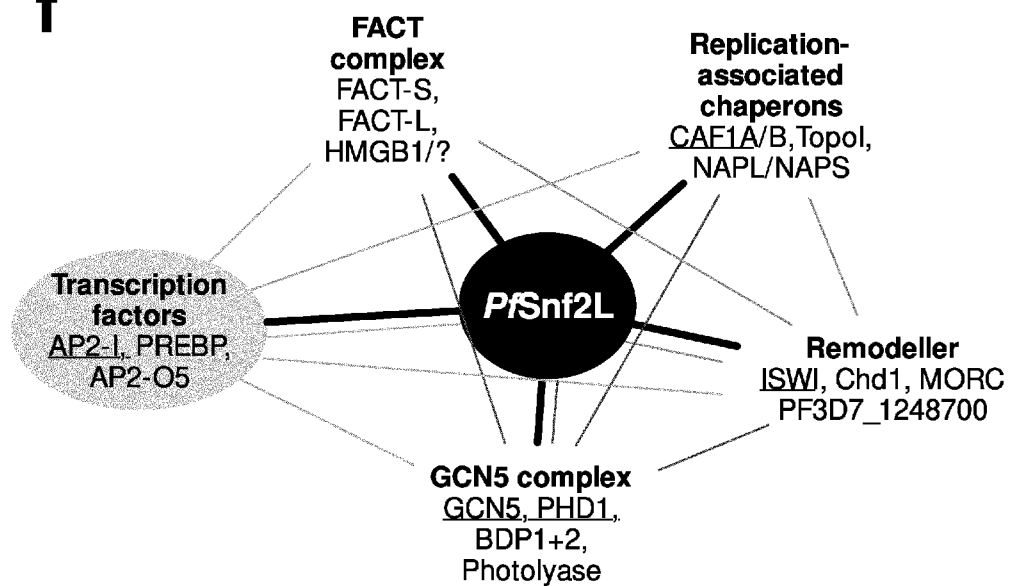 f
FACT
complex
FACT-S,
FACT-L,
HMGB1/?
Replication-
associated
chaperons
CAF1A/B,TopoI,
NAPL/NAPS
Transcription
factors
AP2-I, PREBP,
AP2-O5
PfSnf2L
Remodeller
ISWI, Chd1, MORC
PF3D7_1248700
GCN5 complex
GCN5, PHD1,
BDP1+2,
Photolyase